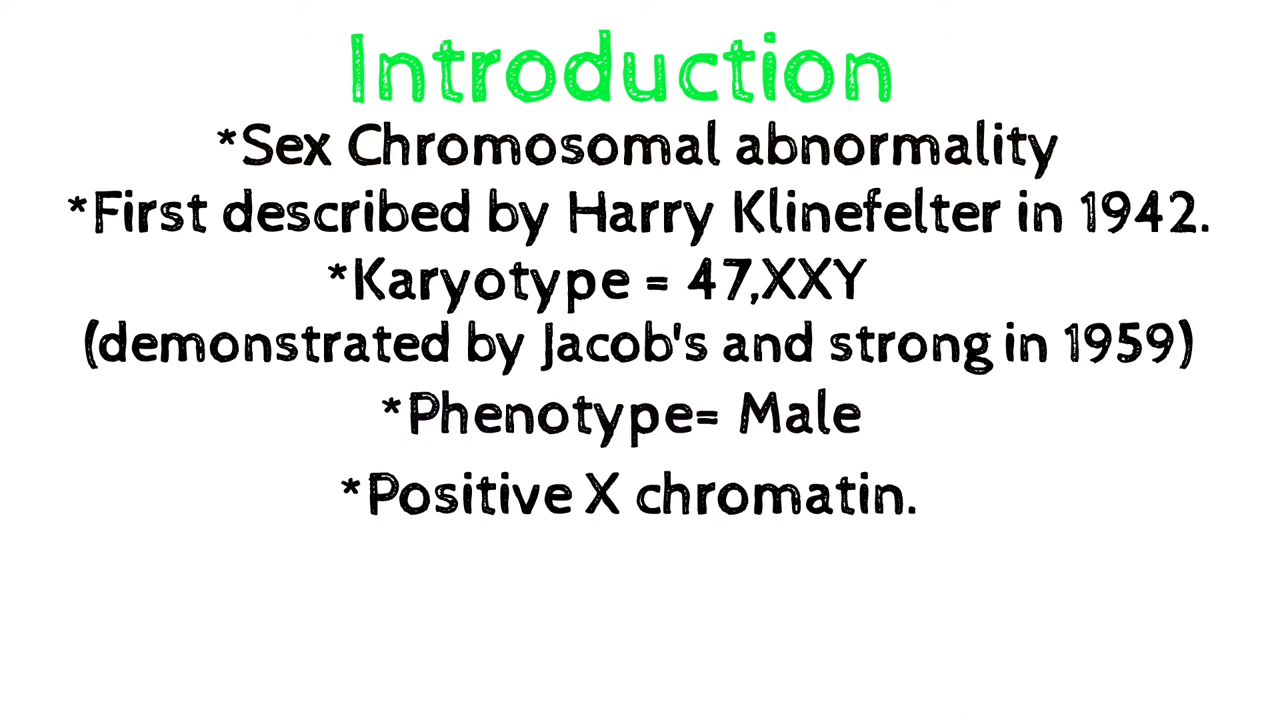 Introduction
*Sex Chromosomal abnormality
*First described by Harry Klinefelter in 1942.
*Karyotype = 47,XXY
(demonstrated by Jacob's and strong in 1959)
*Phenotype= Male
*Positive X chromatin.